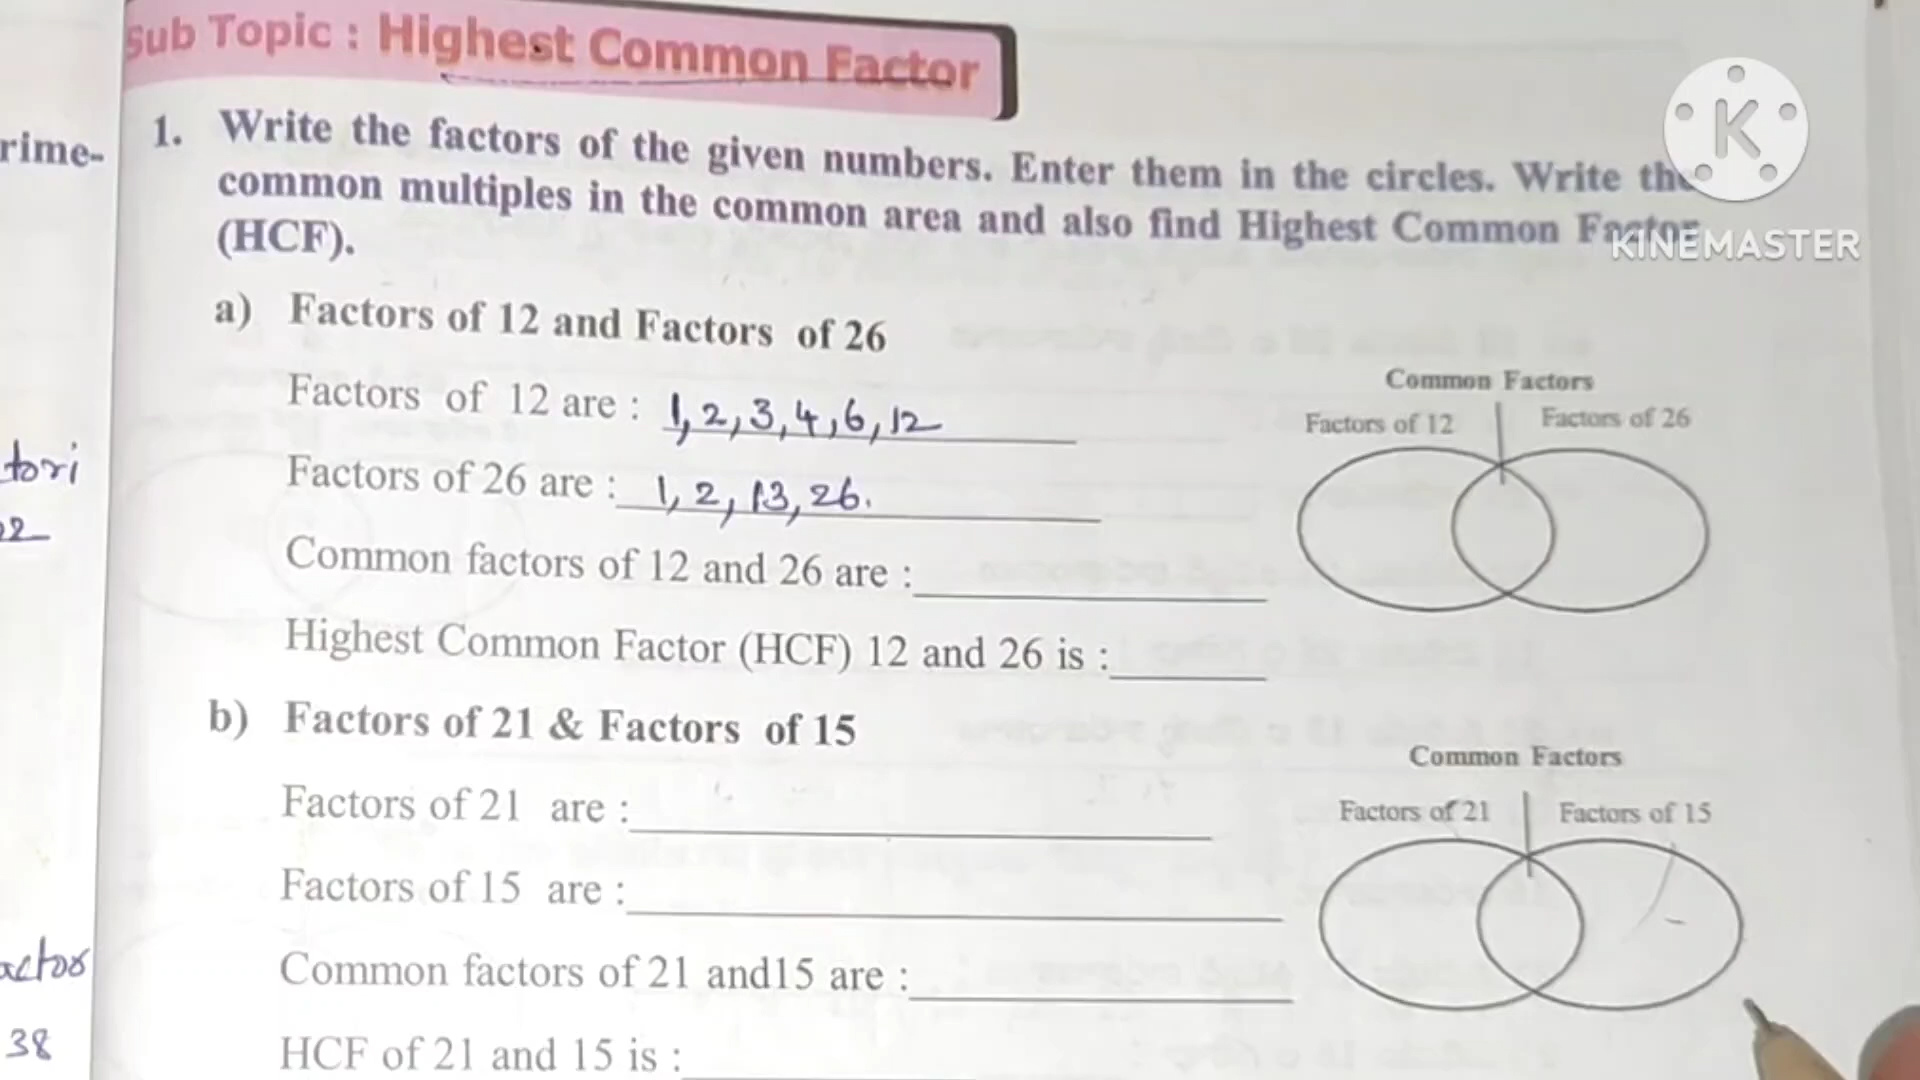 Sub Topic : Highest Common Factor
1. Write the factors of the given numbers. Enter them in the circles. Write the
common multiples in the common area and also find Highest Common Factor
(HCF).
K
KINEMASTER
rime-
a) Factors of 12 and Factors of 26
Factors of 12 are : 1, 2, 3, 4, 6, 12
Factors of 26 are : 1, 2, 13, 26.
Common factors of 12 and 26 are :
Highest Common Factor (HCF) 12 and 26 is :
Common Factors
Factors of 12 Factors of 26
tori
22
b) Factors of 21 & Factors of 15
Factors of 21 are :
Factors of 15 are :
Common factors of 21 and15 are :
HCF of 21 and 15 is :
Common Factors
Factors of 21 Factors of 15
actor
38